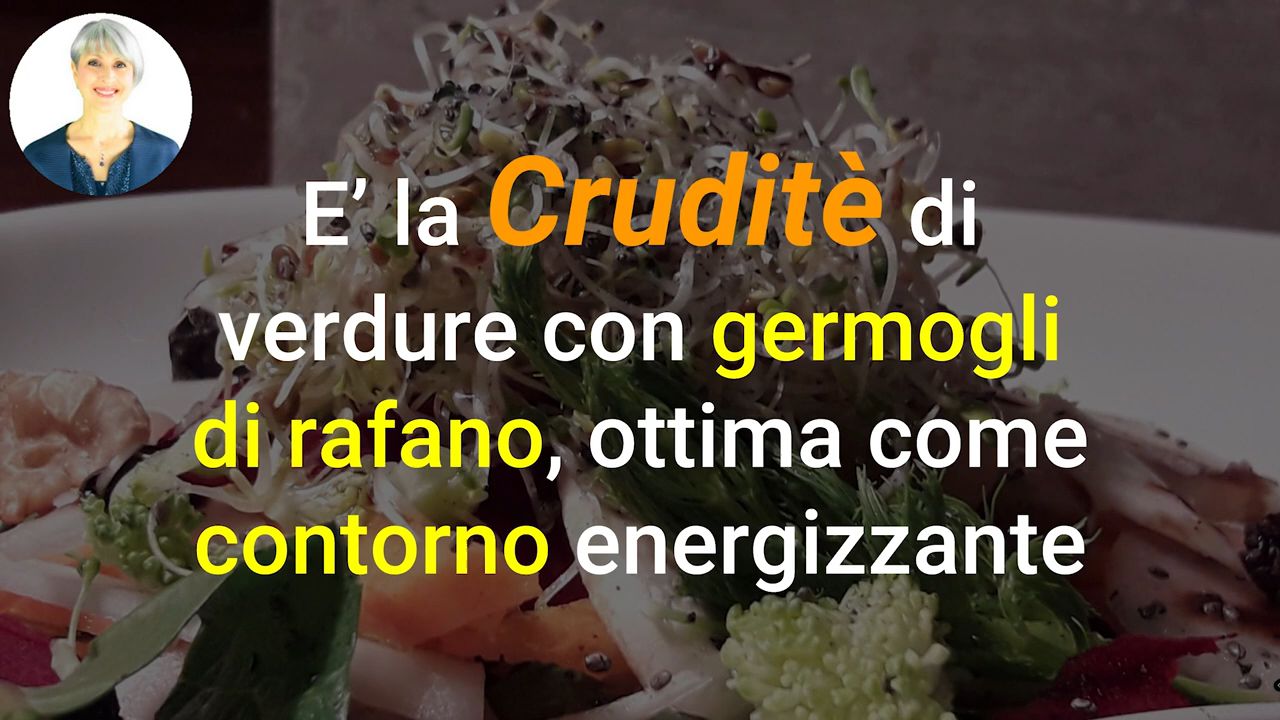 E’ la Cruditè di
verdure con germogli
di rafano, ottima come
contorno energizzante